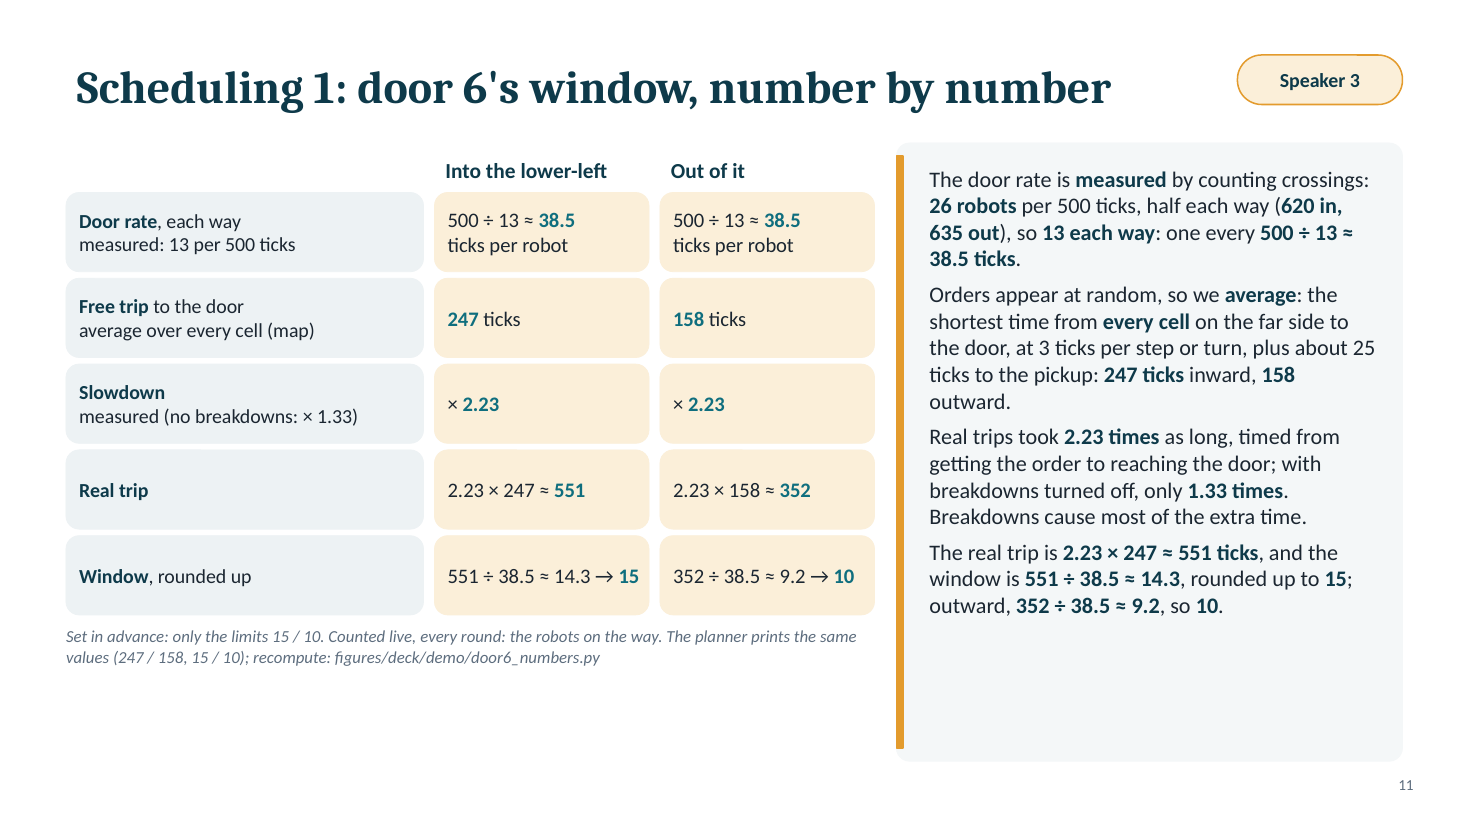 Scheduling 1: door 6's window, number by number
Speaker 3
Into the lower-left
Out of it
Door rate, each way
measured: 13 per 500 ticks
500 ÷ 13 ≈ 38.5
ticks per robot
500 ÷ 13 ≈ 38.5
ticks per robot
Free trip to the door
average over every cell (map)
247 ticks
158 ticks
Slowdown
measured (no breakdowns: × 1.33)
× 2.23
× 2.23
Real trip
2.23 × 247 ≈ 551
2.23 × 158 ≈ 352
Window, rounded up
551 ÷ 38.5 ≈ 14.3 → 15
352 ÷ 38.5 ≈ 9.2 → 10
Set in advance: only the limits 15 / 10. Counted live, every round: the robots on the way. The planner prints the same
values (247 / 158, 15 / 10); recompute: figures/deck/demo/door6_numbers.py
The door rate is measured by counting crossings:
26 robots per 500 ticks, half each way (620 in,
635 out), so 13 each way: one every 500 ÷ 13 ≈
38.5 ticks.
Orders appear at random, so we average: the
shortest time from every cell on the far side to
the door, at 3 ticks per step or turn, plus about 25
ticks to the pickup: 247 ticks inward, 158
outward.
Real trips took 2.23 times as long, timed from
getting the order to reaching the door; with
breakdowns turned off, only 1.33 times.
Breakdowns cause most of the extra time.
The real trip is 2.23 × 247 ≈ 551 ticks, and the
window is 551 ÷ 38.5 ≈ 14.3, rounded up to 15;
outward, 352 ÷ 38.5 ≈ 9.2, so 10.
11